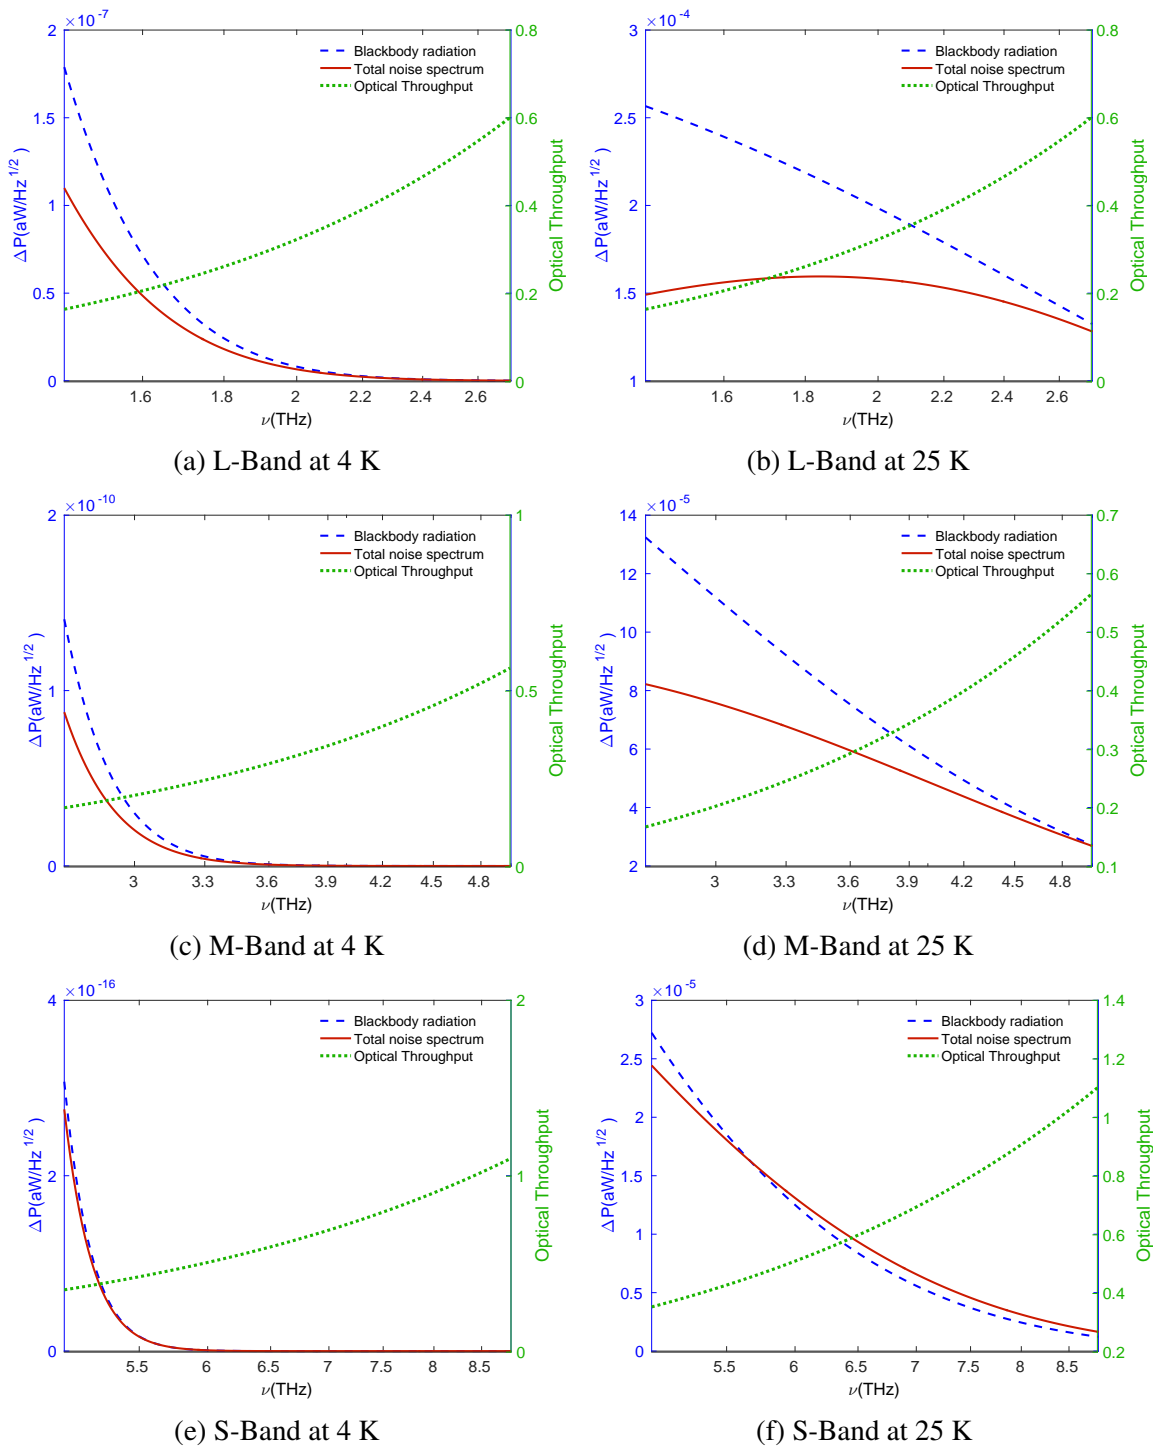 ×10⁻⁷
Blackbody radiation
Total noise spectrum
Optical Throughput
ΔP(aW/Hz^1/2)
2
1.5
1
0.5
0
0.8
0.6
0.4
0.2
0
Optical Throughput
1.6 1.8 2 2.2 2.4 2.6
ν(THz)
(a) L-Band at 4 K
×10⁻⁴
Blackbody radiation
Total noise spectrum
Optical Throughput
ΔP(aW/Hz^1/2)
3
2.5
2
1.5
1
0.8
0.6
0.4
0.2
0
Optical Throughput
1.6 1.8 2 2.2 2.4 2.6
ν(THz)
(b) L-Band at 25 K
×10⁻¹⁰
Blackbody radiation
Total noise spectrum
Optical Throughput
ΔP(aW/Hz^1/2)
2
1
0
1
0.5
0
Optical Throughput
3 3.3 3.6 3.9 4.2 4.5 4.8
ν(THz)
(c) M-Band at 4 K
×10⁻⁵
Blackbody radiation
Total noise spectrum
Optical Throughput
ΔP(aW/Hz^1/2)
14
12
10
8
6
4
2
0.7
0.6
0.5
0.4
0.3
0.2
0.1
Optical Throughput
3 3.3 3.6 3.9 4.2 4.5 4.8
ν(THz)
(d) M-Band at 25 K
×10⁻¹⁶
Blackbody radiation
Total noise spectrum
Optical Throughput
ΔP(aW/Hz^1/2)
4
2
0
2
1
0
Optical Throughput
5.5 6 6.5 7 7.5 8 8.5
ν(THz)
(e) S-Band at 4 K
×10⁻⁵
Blackbody radiation
Total noise spectrum
Optical Throughput
ΔP(aW/Hz^1/2)
3
2.5
2
1.5
1
0.5
0
1.4
1.2
1
0.8
0.6
0.4
0.2
Optical Throughput
5.5 6 6.5 7 7.5 8 8.5
ν(THz)
(f) S-Band at 25 K